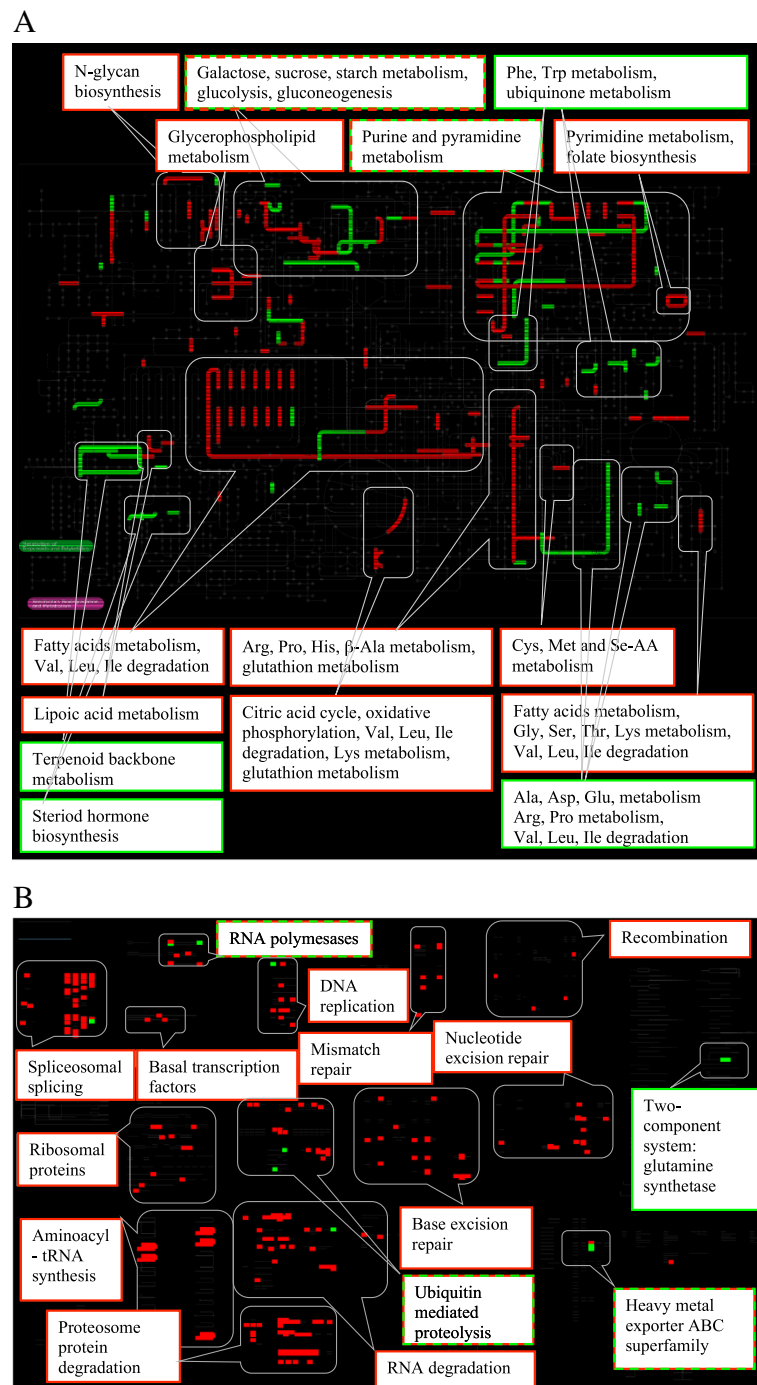 A
N-glycan
biosynthesis
Galactose, sucrose, starch metabolism,
glucolysis, gluconeogenesis
Phe, Trp metabolism,
ubiquinone metabolism
Glycerophospholipid
metabolism
Purine and pyramidine
metabolism
Pyrimidine metabolism,
folate biosynthesis
Fatty acids metabolism,
Val, Leu, Ile degradation
Arg, Pro, His, β-Ala metabolism,
glutathion metabolism
Cys, Met and Se-AA
metabolism
Lipoic acid metabolism
Citric acid cycle, oxidative
phosphorylation, Val, Leu, Ile
degradation, Lys metabolism,
glutathion metabolism
Fatty acids metabolism,
Gly, Ser, Thr, Lys metabolism,
Val, Leu, Ile degradation
Terpenoid backbone
metabolism
Steriod hormone
biosynthesis
Ala, Asp, Glu, metabolism
Arg, Pro metabolism,
Val, Leu, Ile degradation
B
RNA polymesases
Recombination
DNA
replication
Spliceosomal
splicing
Basal transcription
factors
Mismatch
repair
Nucleotide
excision repair
Two-
component
system:
glutamine
synthetase
Ribosomal
proteins
Base excision
repair
Aminoacyl
- tRNA
synthesis
Ubiquitin
mediated
proteolysis
Heavy metal
exporter ABC
superfamily
Proteosome
protein
degradation
RNA degradation